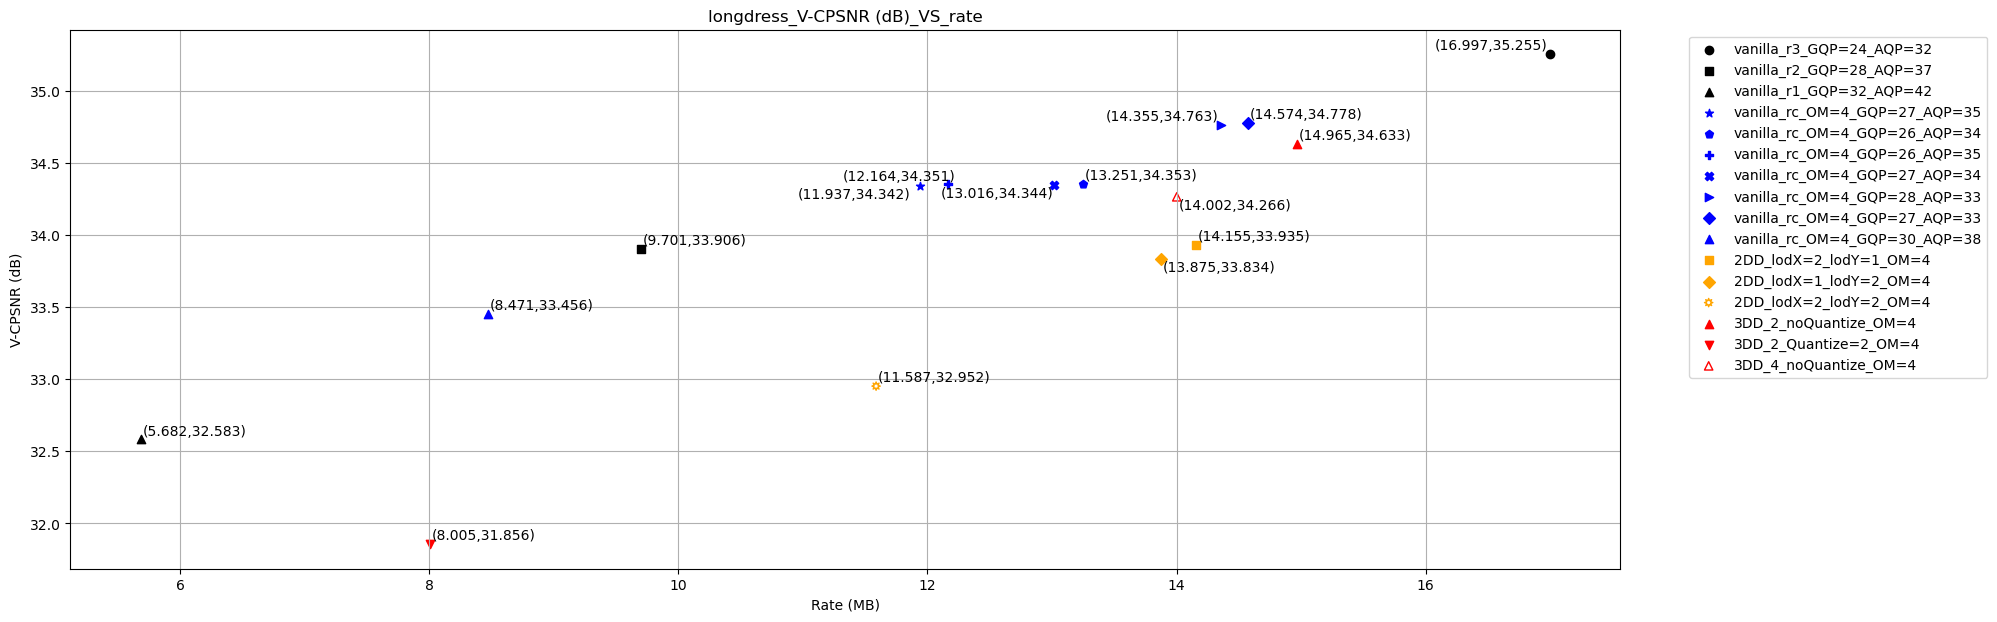 longdress_V-CPSNR (dB)_VS_rate
V-CPSNR (dB)
35.0
34.5
34.0
33.5
33.0
32.5
32.0
(16.997,35.255)
(14.355,34.763)
(14.574,34.778)
(14.965,34.633)
(12.164,34.351)
(13.251,34.353)
(11.937,34.342)
(13.016,34.344)
(14.002,34.266)
(9.701,33.906)
(14.155,33.935)
(13.875,33.834)
(8.471,33.456)
(11.587,32.952)
(5.682,32.583)
(8.005,31.856)
6
8
10
12
14
16
Rate (MB)
vanilla_r3_GQP=24_AQP=32
vanilla_r2_GQP=28_AQP=37
vanilla_r1_GQP=32_AQP=42
vanilla_rc_OM=4_GQP=27_AQP=35
vanilla_rc_OM=4_GQP=26_AQP=34
vanilla_rc_OM=4_GQP=26_AQP=35
vanilla_rc_OM=4_GQP=27_AQP=34
vanilla_rc_OM=4_GQP=28_AQP=33
vanilla_rc_OM=4_GQP=27_AQP=33
vanilla_rc_OM=4_GQP=30_AQP=38
2DD_lodX=2_lodY=1_OM=4
2DD_lodX=1_lodY=2_OM=4
2DD_lodX=2_lodY=2_OM=4
3DD_2_noQuantize_OM=4
3DD_2_Quantize=2_OM=4
3DD_4_noQuantize_OM=4